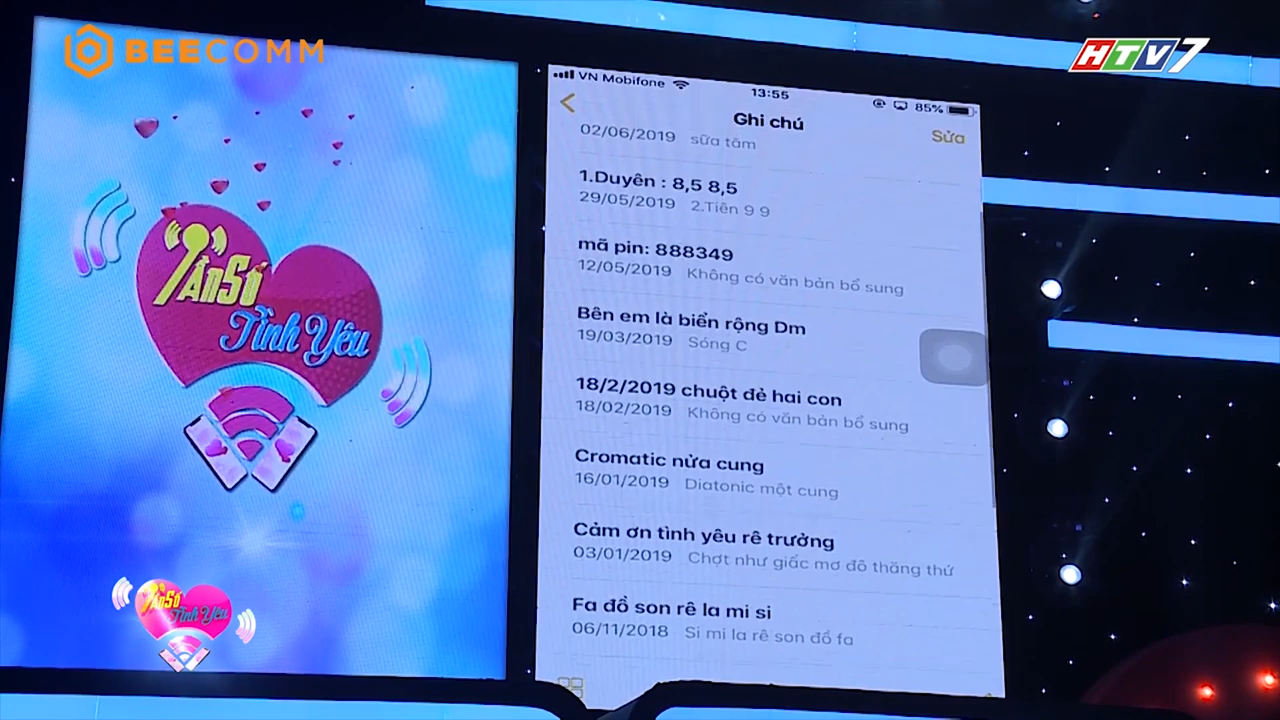 BEECOMM
HTV7
TầnSố
Tình Yêu
VN Mobifone
13:55
85%
Ghi chú
Sửa
02/06/2019 sữa tăm
1.Duyên : 8,5 8,5
29/05/2019 2.Tiên 9 9
mã pin: 888349
12/05/2019 Không có văn bản bổ sung
Bên em là biển rộng Dm
19/03/2019 Sóng C
18/2/2019 chuột đẻ hai con
18/02/2019 Không có văn bản bổ sung
Cromatic nửa cung
16/01/2019 Diatonic một cung
Cảm ơn tình yêu rê trưởng
03/01/2019 Chợt như giấc mơ đô thăng thứ
Fa đồ son rê la mi si
06/11/2018 Si mi la rê son đồ fa
TầnSố
Tình Yêu